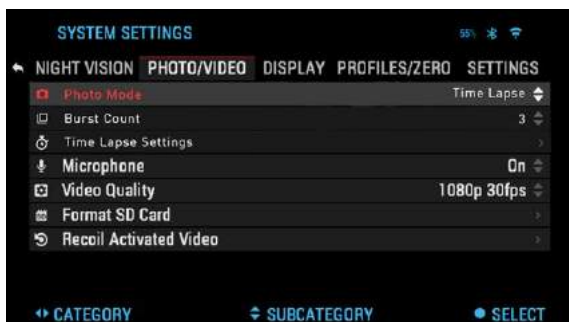 SYSTEM SETTINGS 55%
NIGHT VISION PHOTO/VIDEO DISPLAY PROFILES/ZERO SETTINGS
Photo Mode Time Lapse
Burst Count 3
Time Lapse Settings
Microphone On
Video Quality 1080p 30fps
Format SD Card
Recoil Activated Video
CATEGORY SUBCATEGORY SELECT